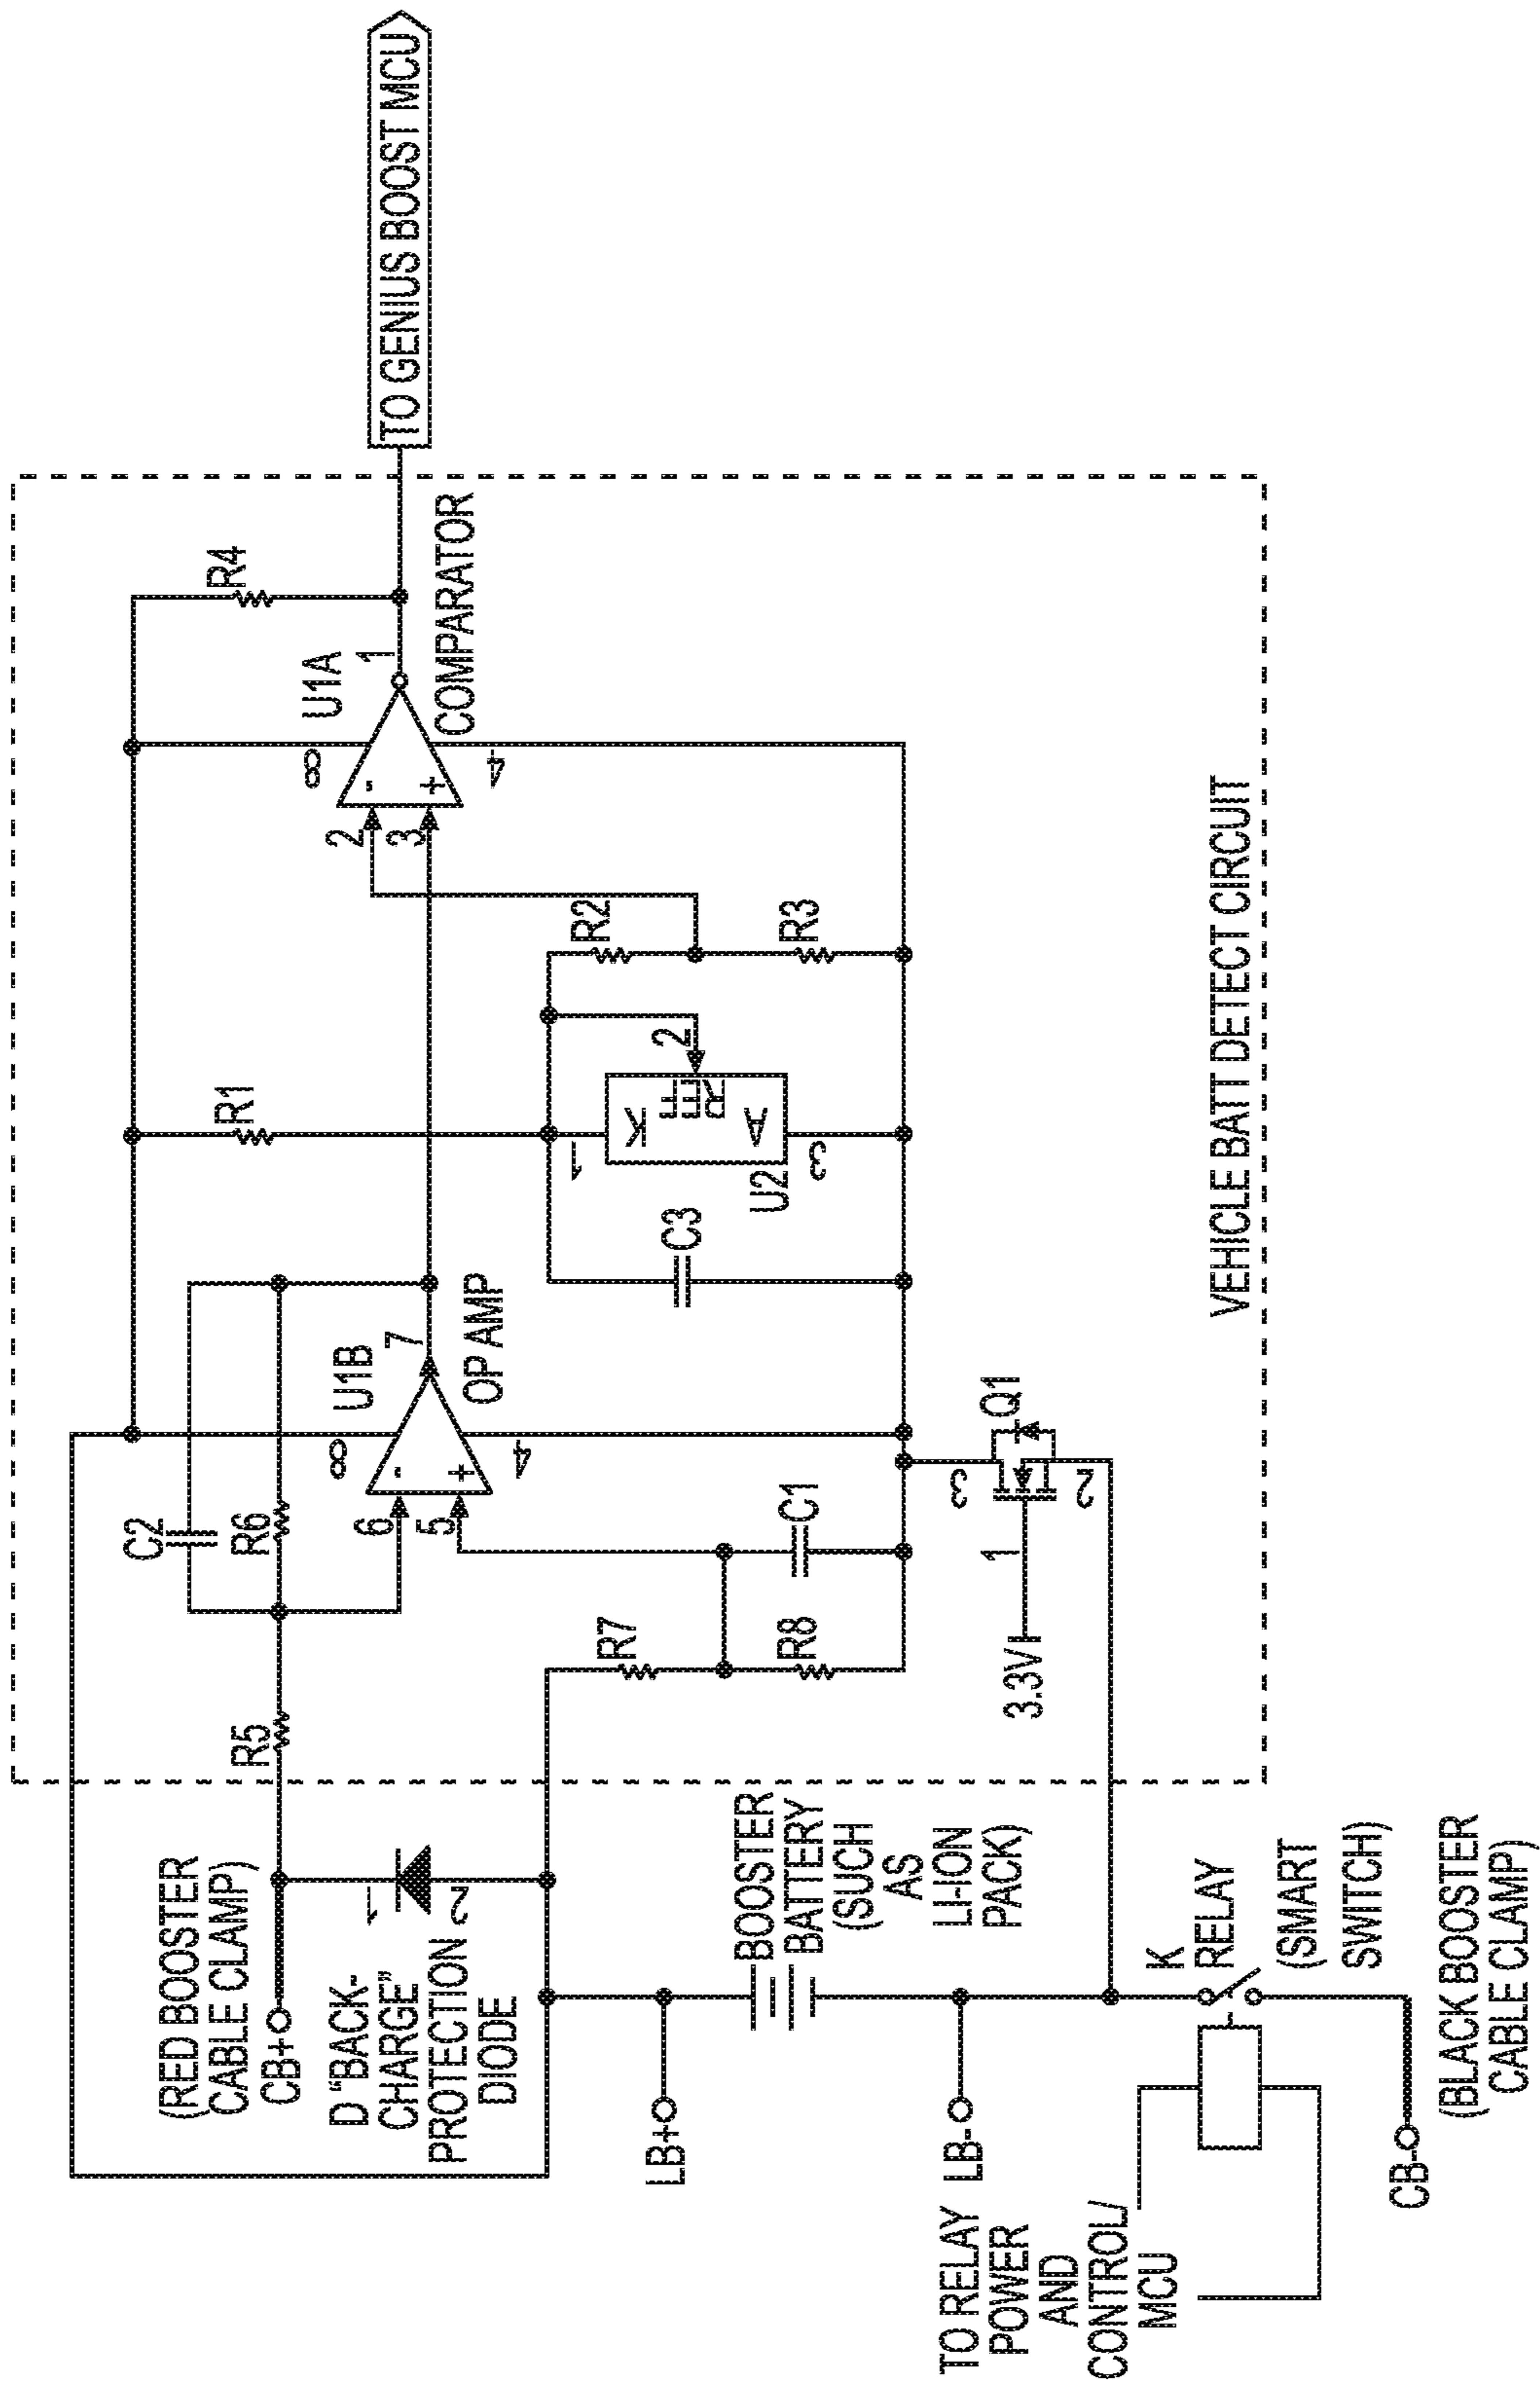 TO GENIUS BOOST MCU
R4
U1A
1
COMPARATOR
8
4
-
+
2
3
R2
R3
R1
2
K
REF
A
1
3
U2
C3
VEHICLE BATT DETECT CIRCUIT
U1B
7
OP AMP
8
4
-
+
6
5
C2
R6
C1
R7
R8
R5
Q1
3
2
1
3.3V
(RED BOOSTER
CABLE CLAMP)
CB+
1
2
D "BACK-
CHARGE"
PROTECTION
DIODE
LB+
BOOSTER
BATTERY
(SUCH
AS
LI-ION
PACK)
LB-
K
RELAY
(SMART
SWITCH)
TO RELAY
POWER
AND
CONTROL/
MCU
CB-
(BLACK BOOSTER
CABLE CLAMP)